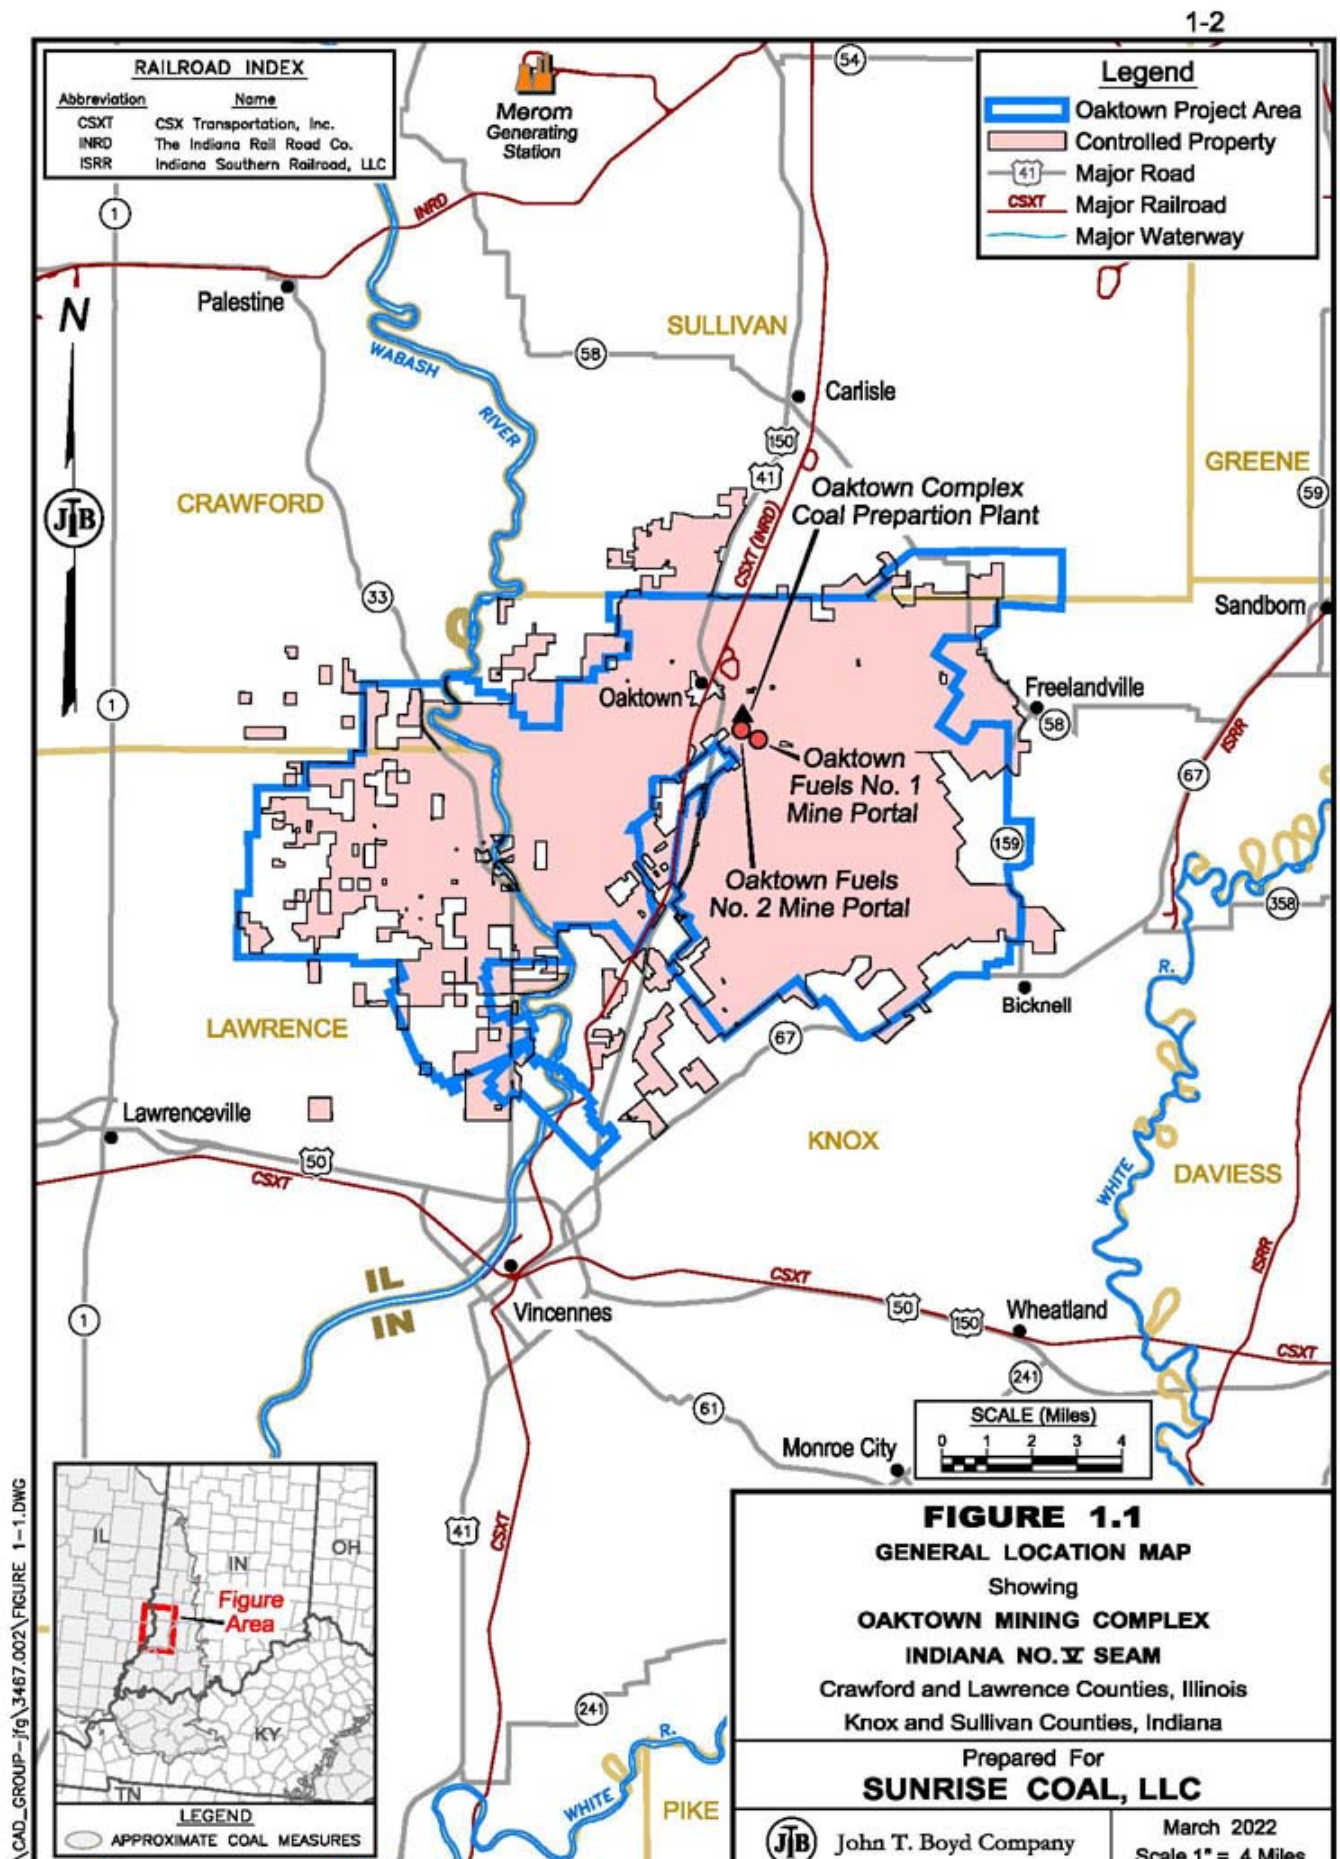 1-2
RAILROAD INDEX
Abbreviation Name
CSXT CSX Transportation, Inc.
INRD The Indiana Rail Road Co.
ISRR Indiana Southern Railroad, LLC
Merom
Generating
Station
54
Legend
Oaktown Project Area
Controlled Property
41 Major Road
CSXT Major Railroad
Major Waterway
1
INRD
Palestine
N
WABASH
RIVER
SULLIVAN
58
Carlisle
150
41
GREENE
59
CRAWFORD
JTB
Oaktown Complex
Coal Prepartion Plant
CSXT (INRD)
33
Sandborn
1
Oaktown
Freelandville
58
ISRR
67
Oaktown
Fuels No. 1
Mine Portal
159
Oaktown Fuels
No. 2 Mine Portal
358
R.
Bicknell
LAWRENCE
67
Lawrenceville
50
CSXT
KNOX
WHITE
DAVIESS
ISRR
IL
IN
Vincennes
CSXT
50
150
Wheatland
CSXT
1
241
61
Monroe City
SCALE (Miles)
0 1 2 3 4
41
CSXT
241
R.
WHITE
PIKE
IL
IN
OH
Figure
Area
KY
TN
LEGEND
APPROXIMATE COAL MEASURES
\CAD_GROUP-jfg\3467.002\FIGURE 1-1.DWG
FIGURE 1.1
GENERAL LOCATION MAP
Showing
OAKTOWN MINING COMPLEX
INDIANA NO. V SEAM
Crawford and Lawrence Counties, Illinois
Knox and Sullivan Counties, Indiana
Prepared For
SUNRISE COAL, LLC
JTB John T. Boyd Company
March 2022
Scale 1" = 4 Miles